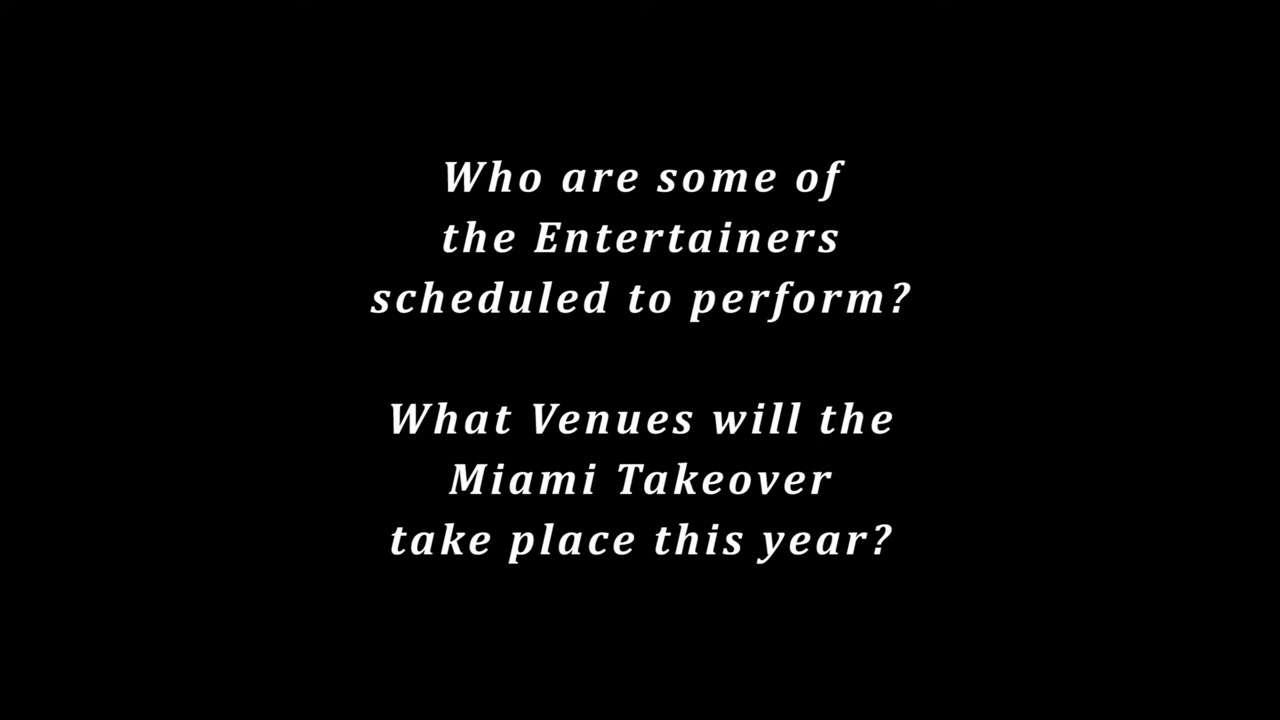 Who are some of
the Entertainers
scheduled to perform?
What Venues will the
Miami Takeover
take place this year?